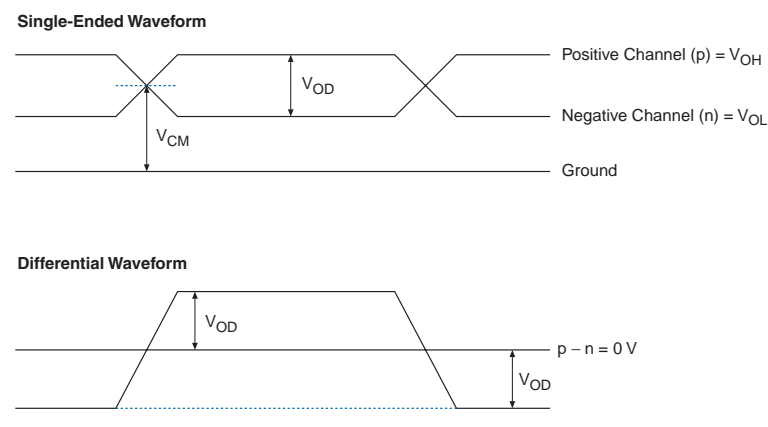 Single-Ended Waveform
Positive Channel (p) = VOH
VOD
Negative Channel (n) = VOL
VCM
Ground
Differential Waveform
VOD
p – n = 0 V
VOD